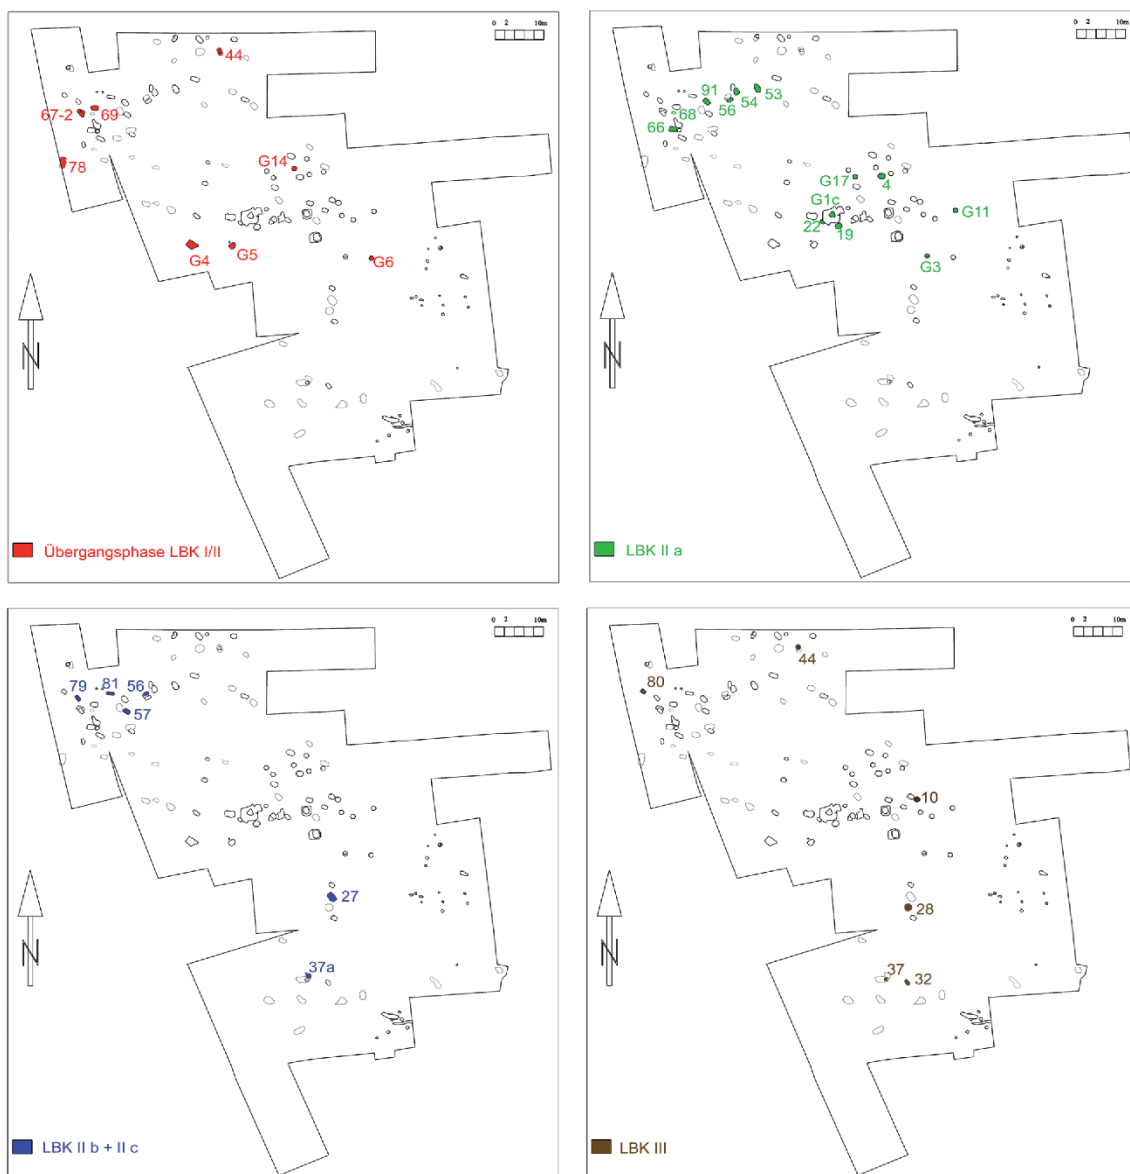 0 2 10m
44
67-2 69
78
G14
G4 G5
G6
N
Übergangsphase LBK I/II
0 2 10m
91 53
54
56
68
66
G17
4
G1c
G11
22 19
G3
N
LBK II a
0 2 10m
79 81 56
57
27
37a
N
LBK II b + II c
0 2 10m
44
80
10
28
37 32
N
LBK III